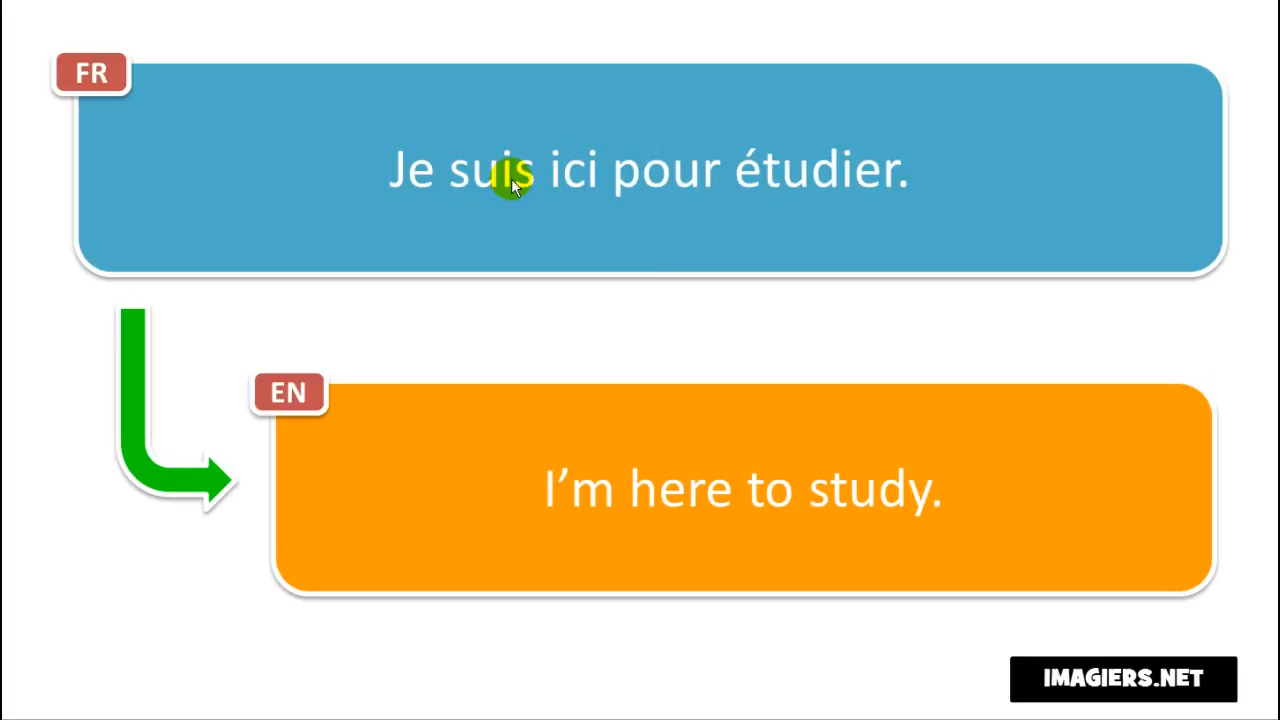 FR
Je suis ici pour étudier.
EN
I’m here to study.
IMAGIERS.NET